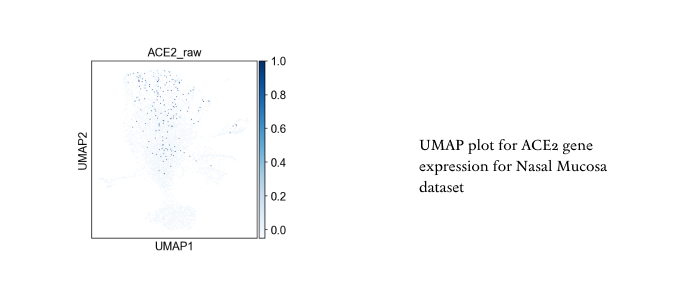 ACE2_raw
1.0
0.8
0.6
0.4
0.2
0.0
UMAP2
UMAP1
UMAP plot for ACE2 gene
expression for Nasal Mucosa
dataset